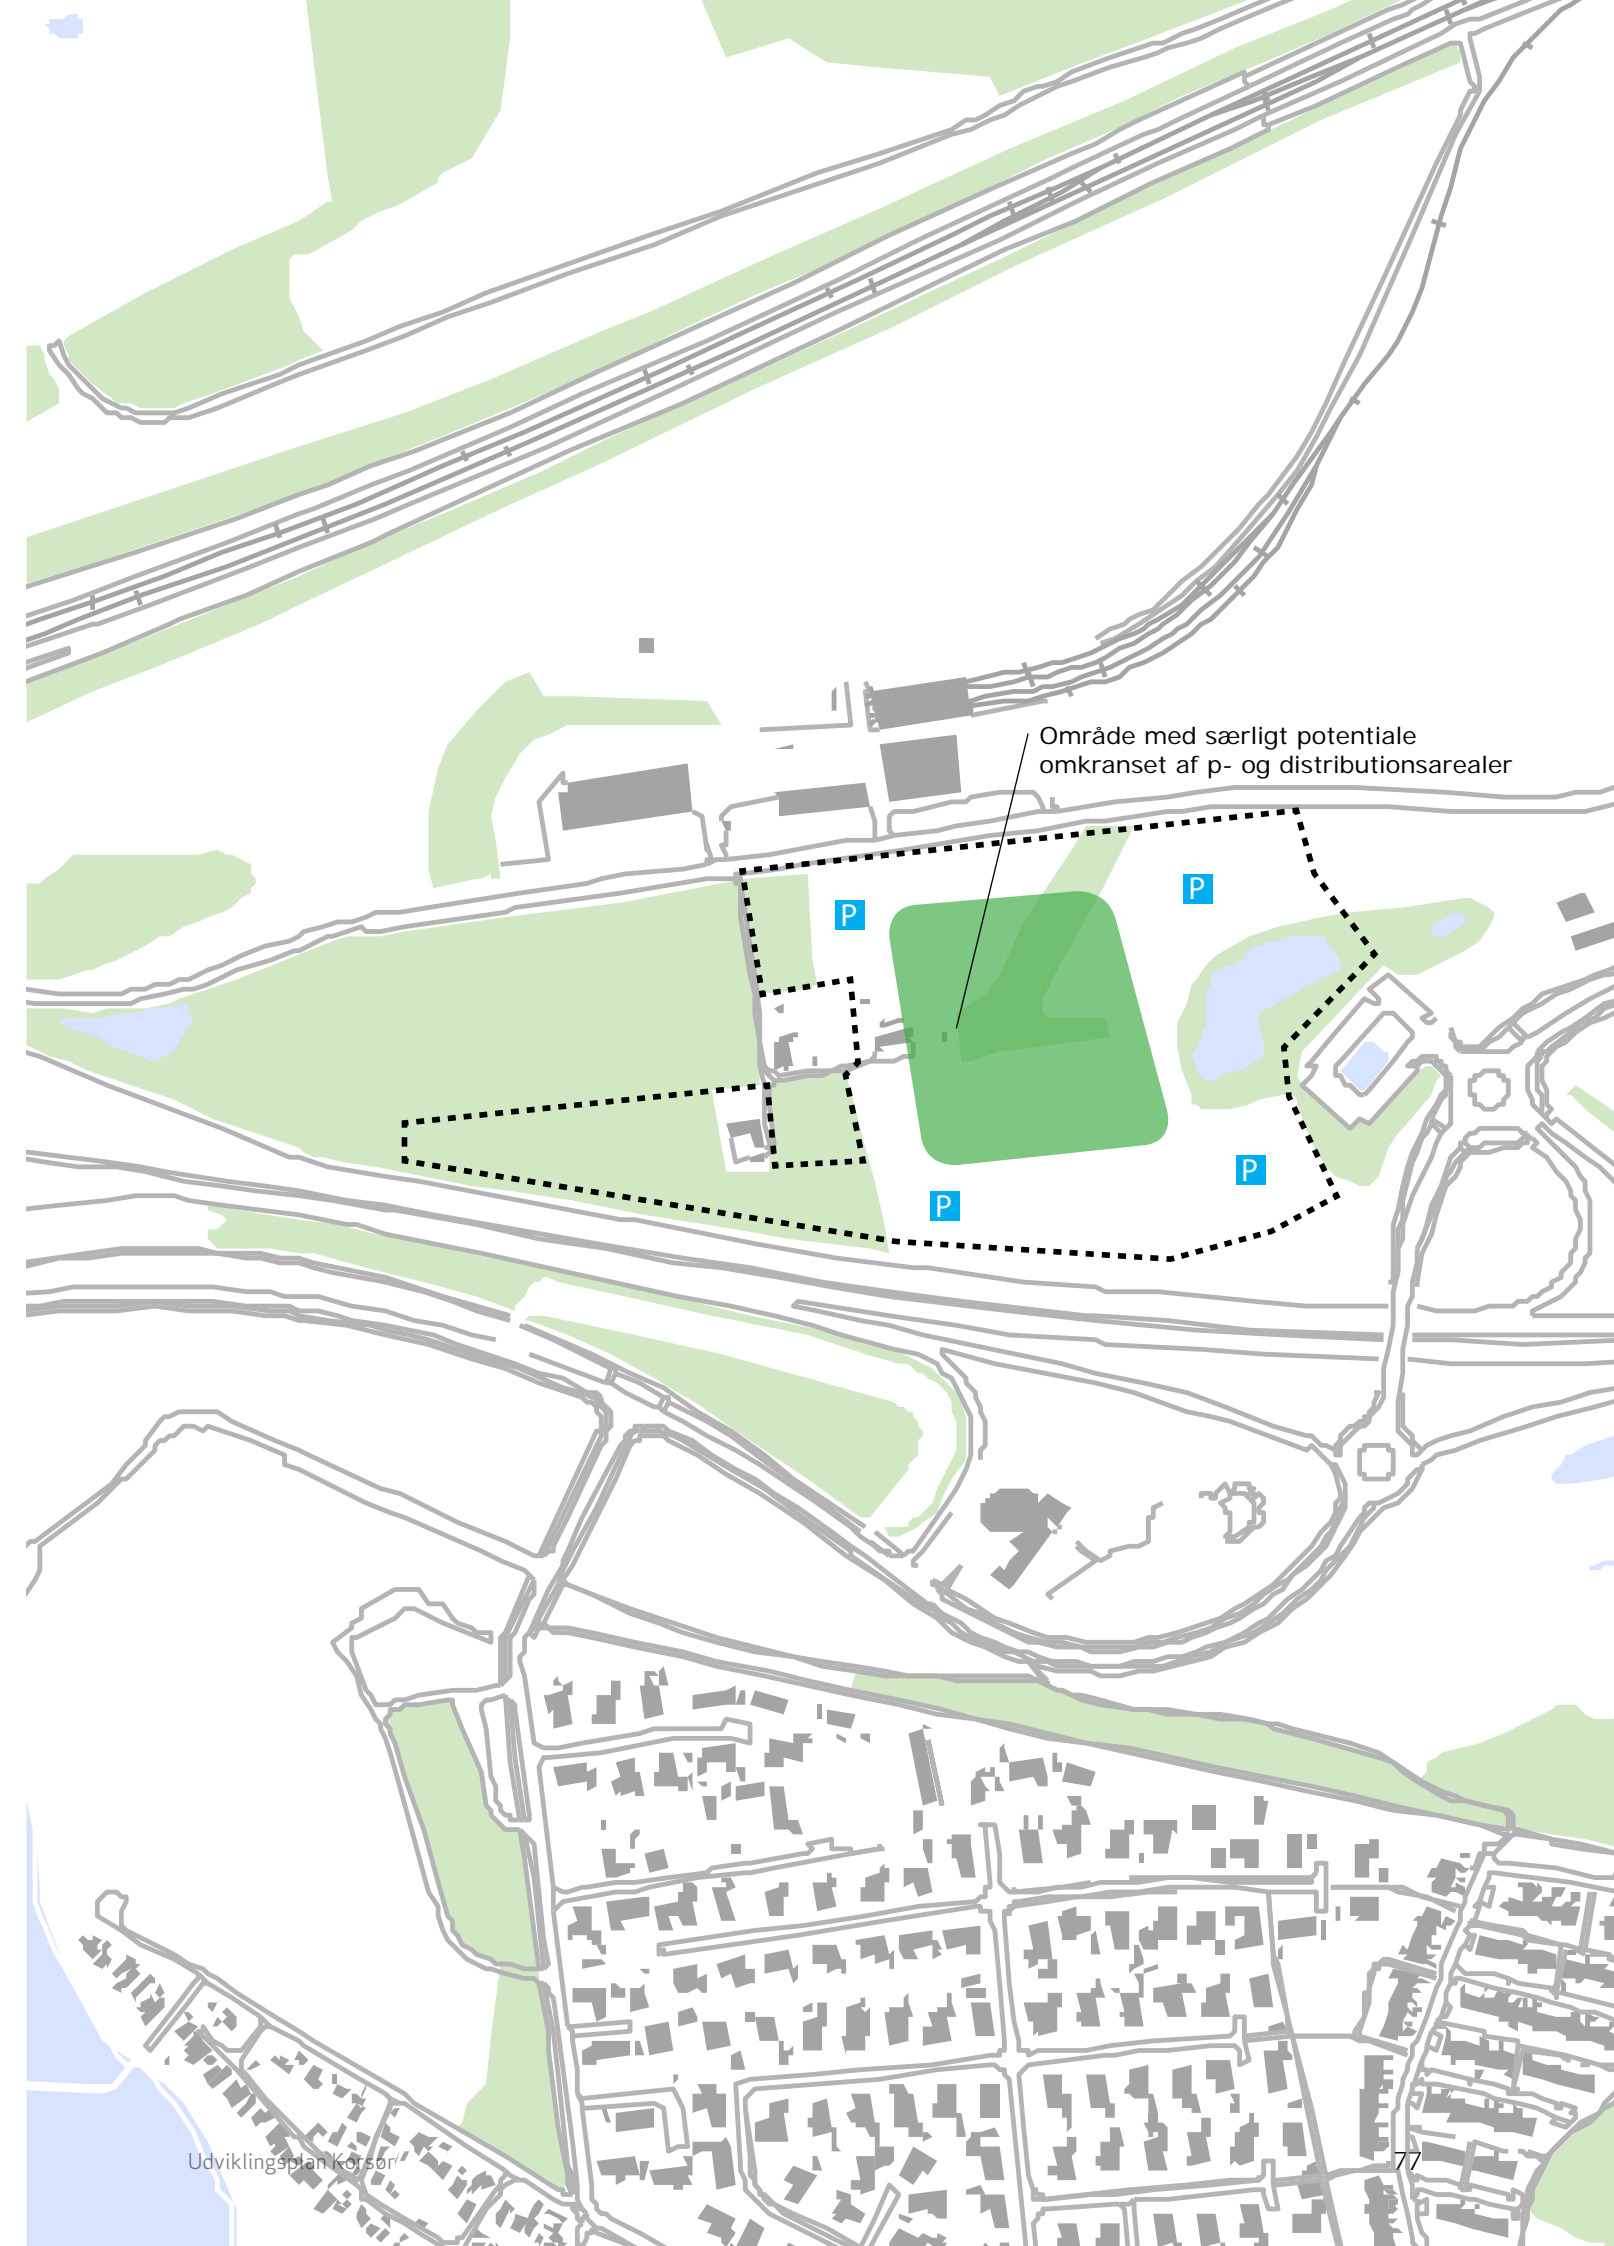 Område med særligt potentiale
omkranset af p- og distributionsarealer
P
P
P
P
Udviklingsplan Korsør
77